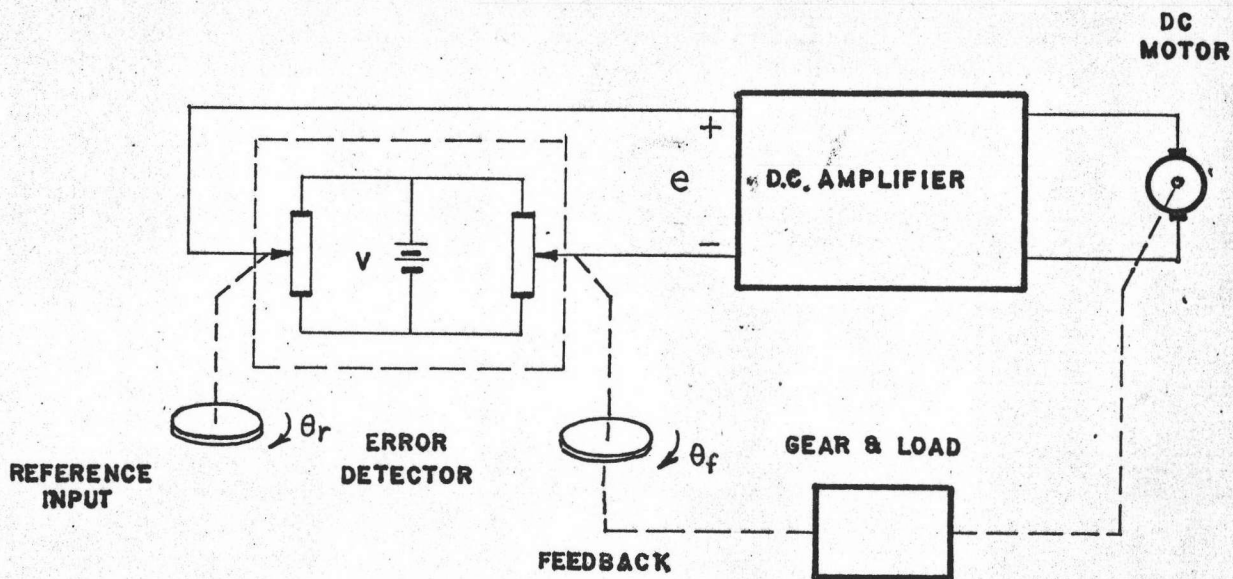 DC
MOTOR
+
e
−
D.C. AMPLIFIER
V
θr
ERROR
DETECTOR
θf
GEAR & LOAD
REFERENCE
INPUT
FEEDBACK